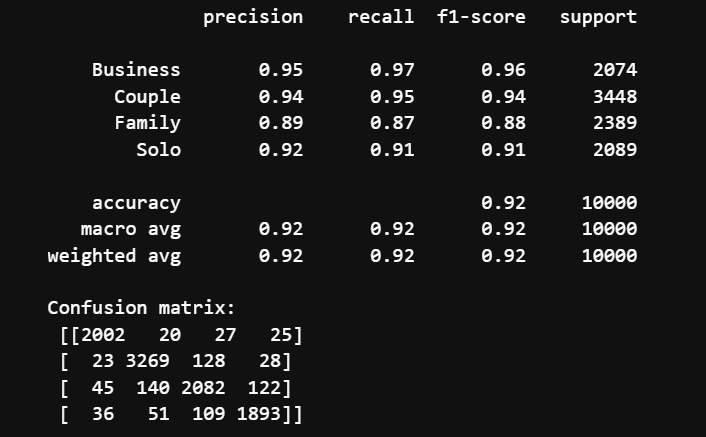 precision recall f1-score support
Business 0.95 0.97 0.96 2074
Couple 0.94 0.95 0.94 3448
Family 0.89 0.87 0.88 2389
Solo 0.92 0.91 0.91 2089
accuracy 0.92 10000
macro avg 0.92 0.92 0.92 10000
weighted avg 0.92 0.92 0.92 10000
Confusion matrix:
[[2002 20 27 25]
[ 23 3269 128 28]
[ 45 140 2082 122]
[ 36 51 109 1893]]